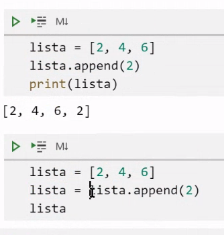 M↓
lista = [2, 4, 6]
lista.append(2)
print(lista)
[2, 4, 6, 2]
M↓
lista = [2, 4, 6]
lista = lista.append(2)
lista